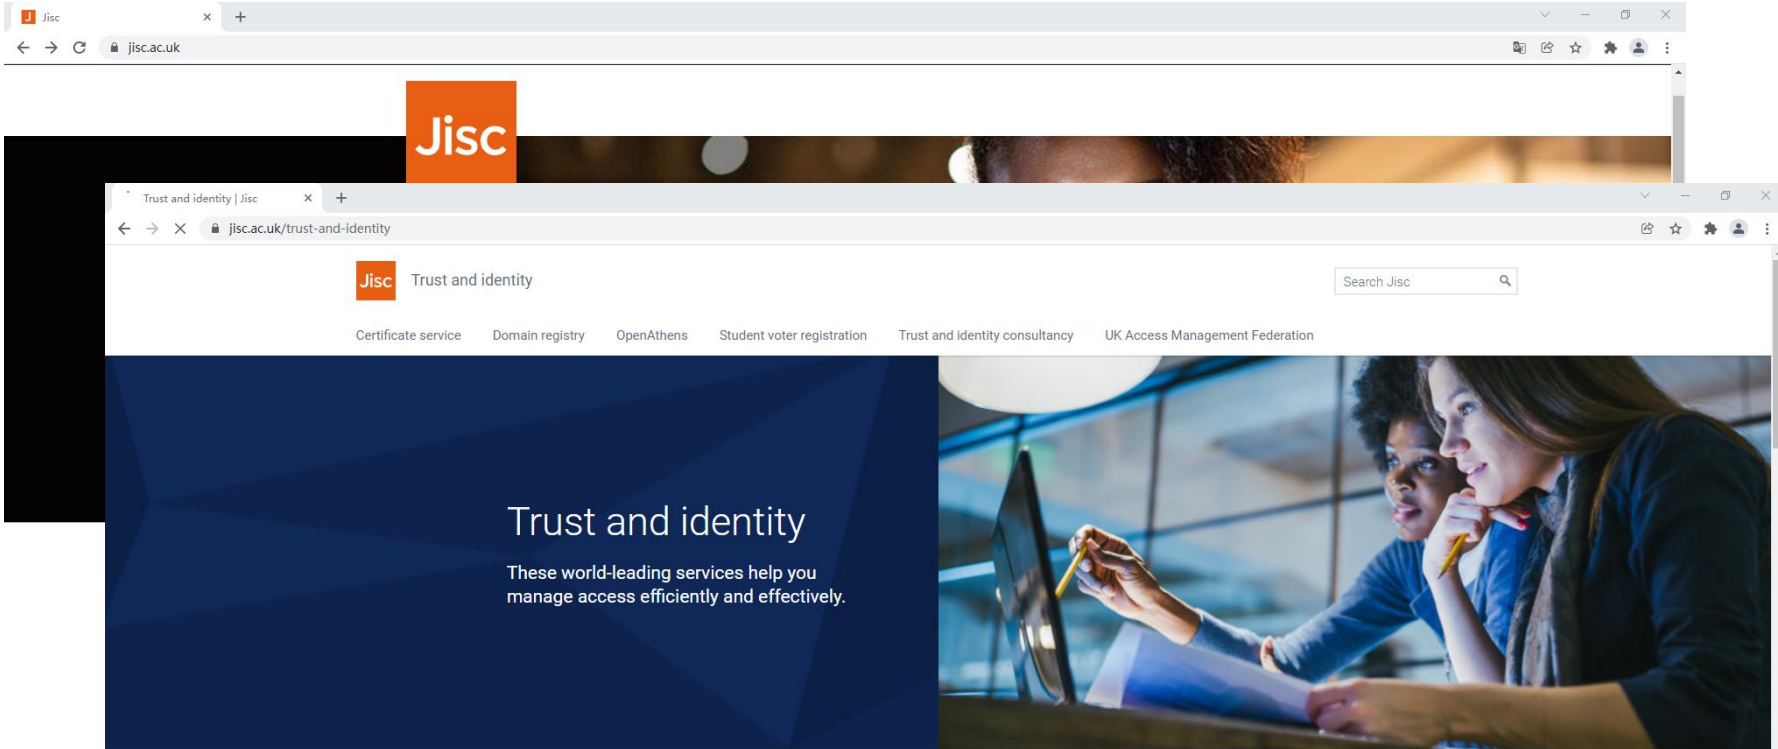 Jisc
jisc.ac.uk
Jisc
Trust and identity | Jisc
jisc.ac.uk/trust-and-identity
Jisc Trust and identity
Search Jisc
Certificate service Domain registry OpenAthens Student voter registration Trust and identity consultancy UK Access Management Federation
Trust and identity
These world-leading services help you
manage access efficiently and effectively.